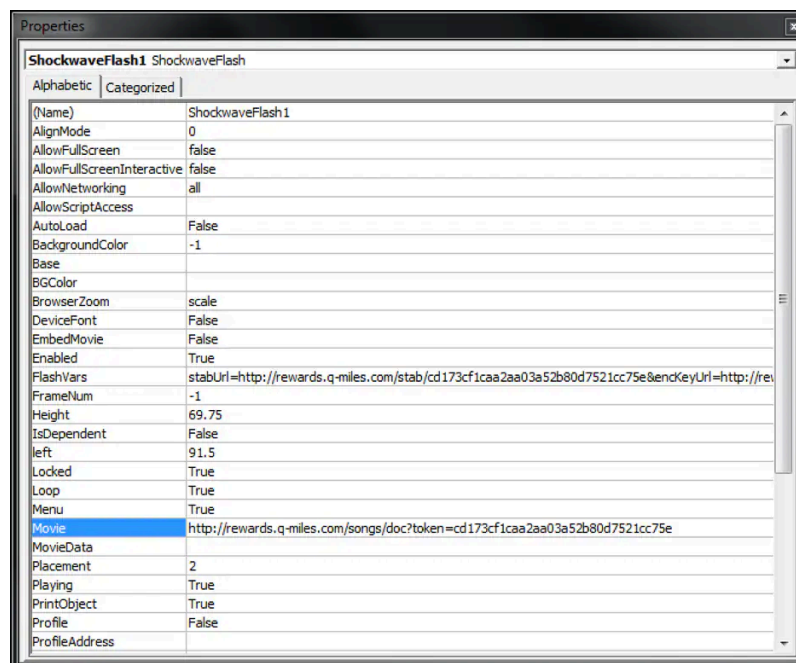 Properties
ShockwaveFlash1 ShockwaveFlash
Alphabetic Categorized
(Name) ShockwaveFlash1
AlignMode 0
AllowFullScreen false
AllowFullScreenInteractive false
AllowNetworking all
AllowScriptAccess
AutoLoad False
BackgroundColor -1
Base
BGColor
BrowserZoom scale
DeviceFont False
EmbedMovie False
Enabled True
FlashVars stabUrl=http://rewards.q-miles.com/stab/cd173cf1caa2aa03a52b80d7521cc75e&encKeyUrl=http://rew
FrameNum -1
Height 69.75
IsDependent False
left 91.5
Locked True
Loop True
Menu True
Movie http://rewards.q-miles.com/songs/doc?token=cd173cf1caa2aa03a52b80d7521cc75e
MovieData
Placement 2
Playing True
PrintObject True
Profile False
ProfileAddress